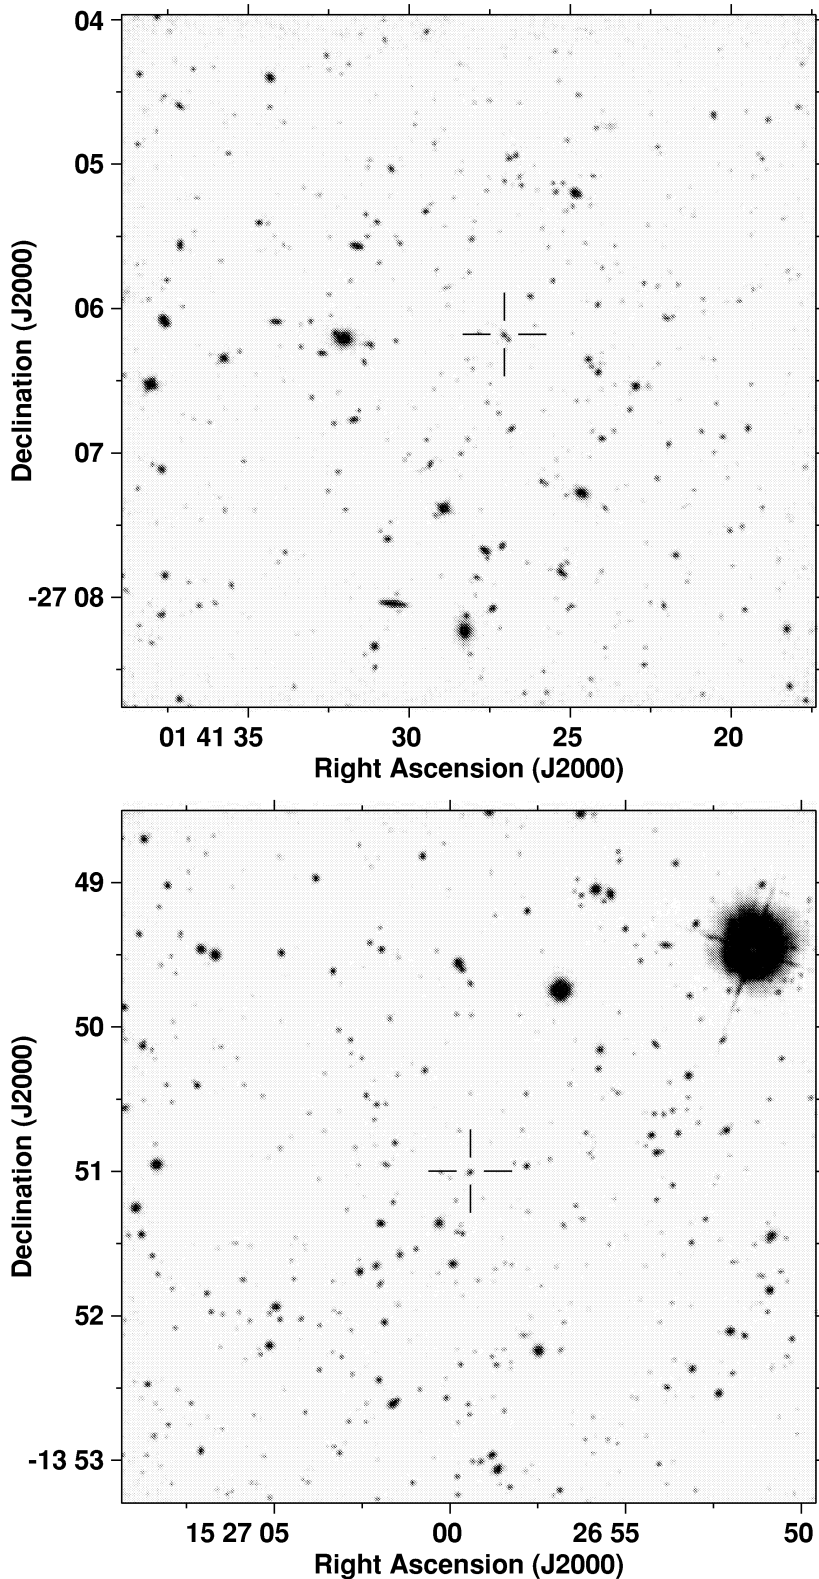 04
05
06
07
-27 08
Declination (J2000)
01 41 35 30 25 20
Right Ascension (J2000)
49
50
51
52
-13 53
Declination (J2000)
15 27 05 00 26 55 50
Right Ascension (J2000)